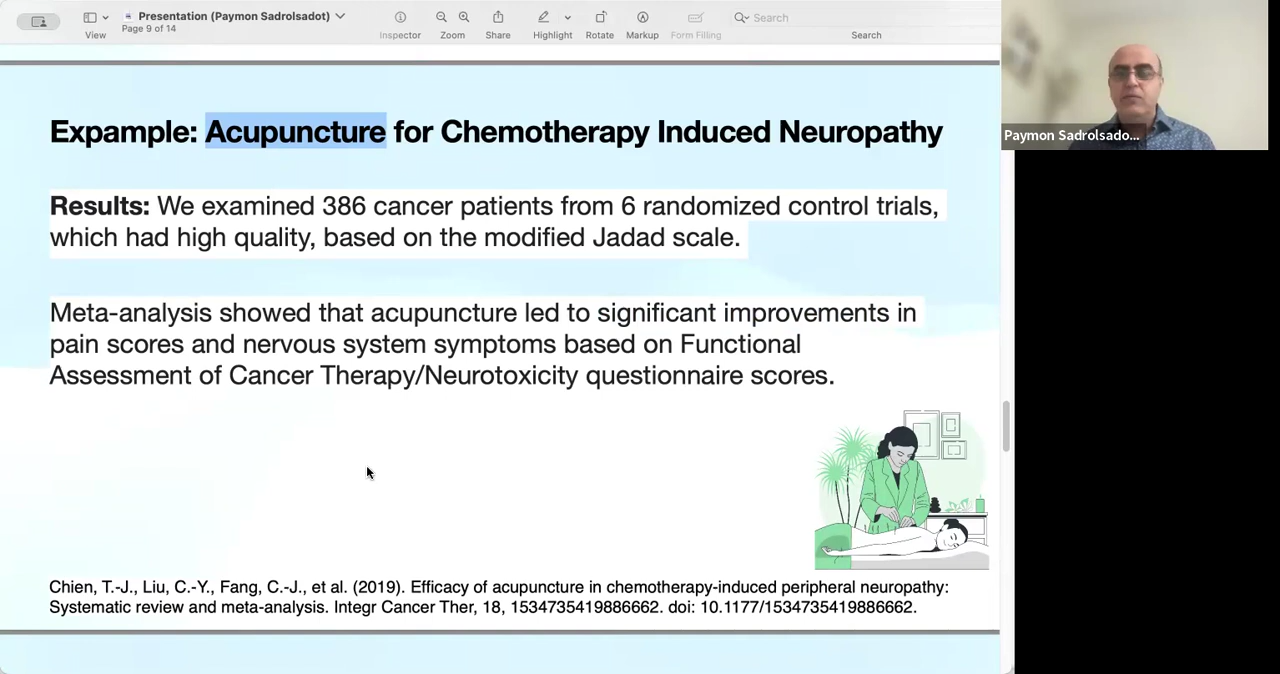 Presentation (Paymon Sadrolsadot)
Page 9 of 14
View
Inspector
Zoom
Share
Highlight
Rotate
Markup
Form Filling
Search
Search
Paymon Sadrolsado...
Expample: Acupuncture for Chemotherapy Induced Neuropathy
Results: We examined 386 cancer patients from 6 randomized control trials,
which had high quality, based on the modified Jadad scale.
Meta-analysis showed that acupuncture led to significant improvements in
pain scores and nervous system symptoms based on Functional
Assessment of Cancer Therapy/Neurotoxicity questionnaire scores.
Chien, T.-J., Liu, C.-Y., Fang, C.-J., et al. (2019). Efficacy of acupuncture in chemotherapy-induced peripheral neuropathy:
Systematic review and meta-analysis. Integr Cancer Ther, 18, 1534735419886662. doi: 10.1177/1534735419886662.